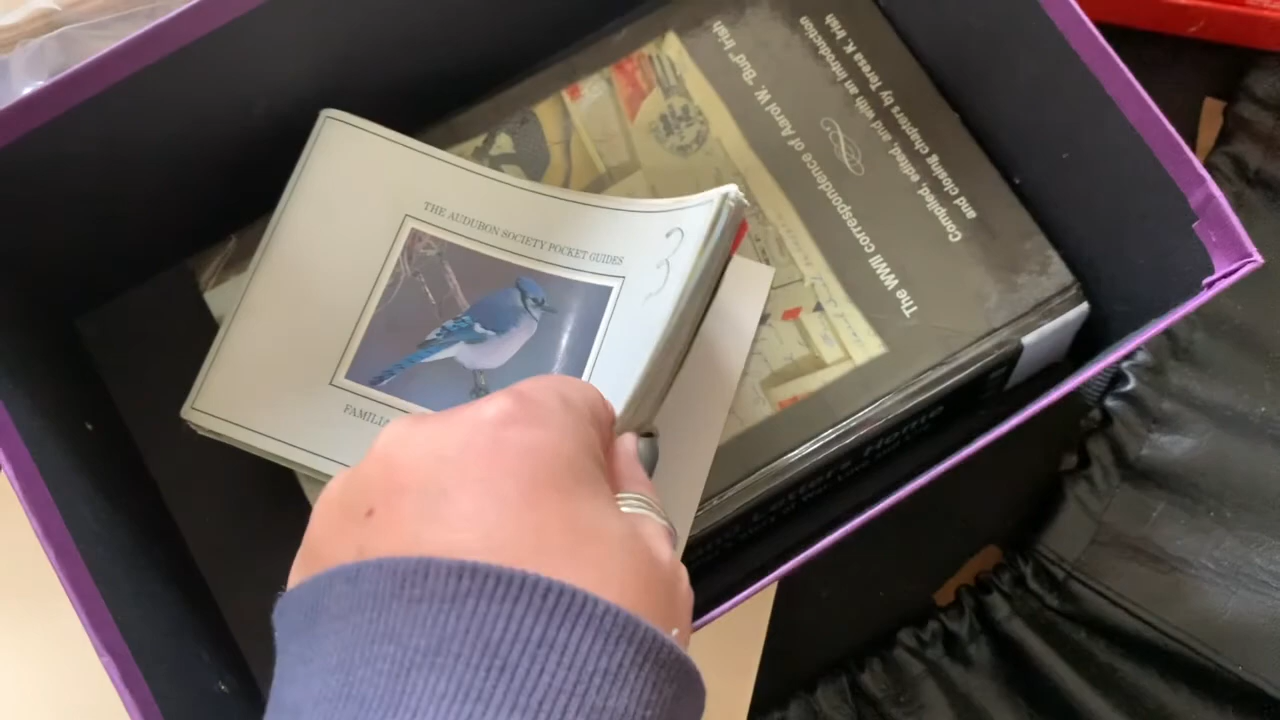 THE AUDUBON SOCIETY POCKET GUIDES
3
The WWII correspondence of Aarol W. "Bud" Irish
Compiled, edited, and with an introduction
and closing chapters by Teresa K. Irish
Letters Home